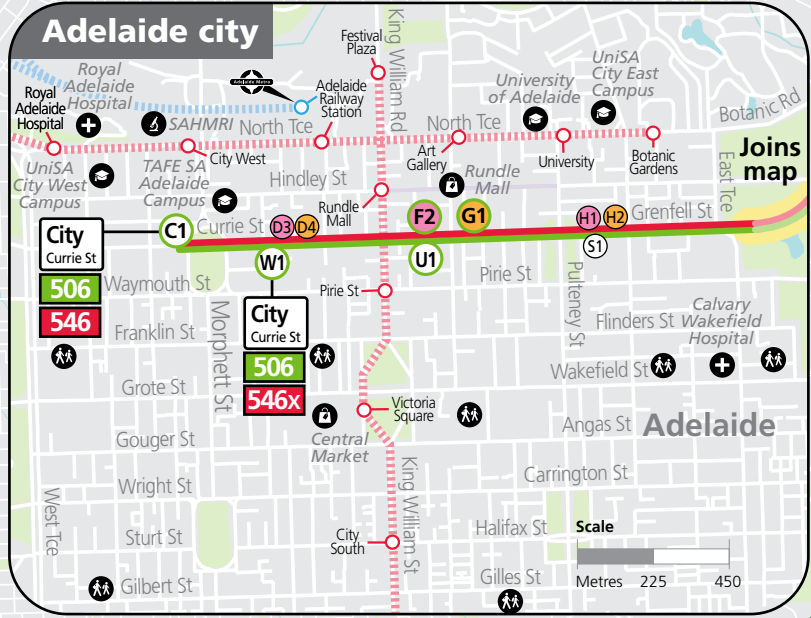 Adelaide city
Festival
Plaza
King William Rd
Royal
Adelaide
Hospital
Royal
Adelaide
Hospital
Adelaide Metro
Adelaide
Railway
Station
SAHMRI
North Tce
University
of Adelaide
UniSA
City East
Campus
Botanic Rd
North Tce
City West
Art
Gallery
University
Botanic
Gardens
East Tce
Joins
map
UniSA
City West
Campus
TAFE SA
Adelaide
Campus
Hindley St
Rundle
Mall
Rundle
Mall
City
Currie St
506
546
C1
Currie St
D3
D4
F2
G1
H1
H2
Grenfell St
W1
U1
S1
Waymouth St
Pirie St
Pirie St
Pulteney St
City
Currie St
506
546x
Franklin St
Morphett St
Flinders St
Calvary
Wakefield
Hospital
Wakefield St
Grote St
Victoria
Square
Central
Market
Angas St
Adelaide
Gouger St
Wright St
Carrington St
West Tce
King William St
Sturt St
City
South
Halifax St
Scale
Metres
225
450
Gilbert St
Gilles St